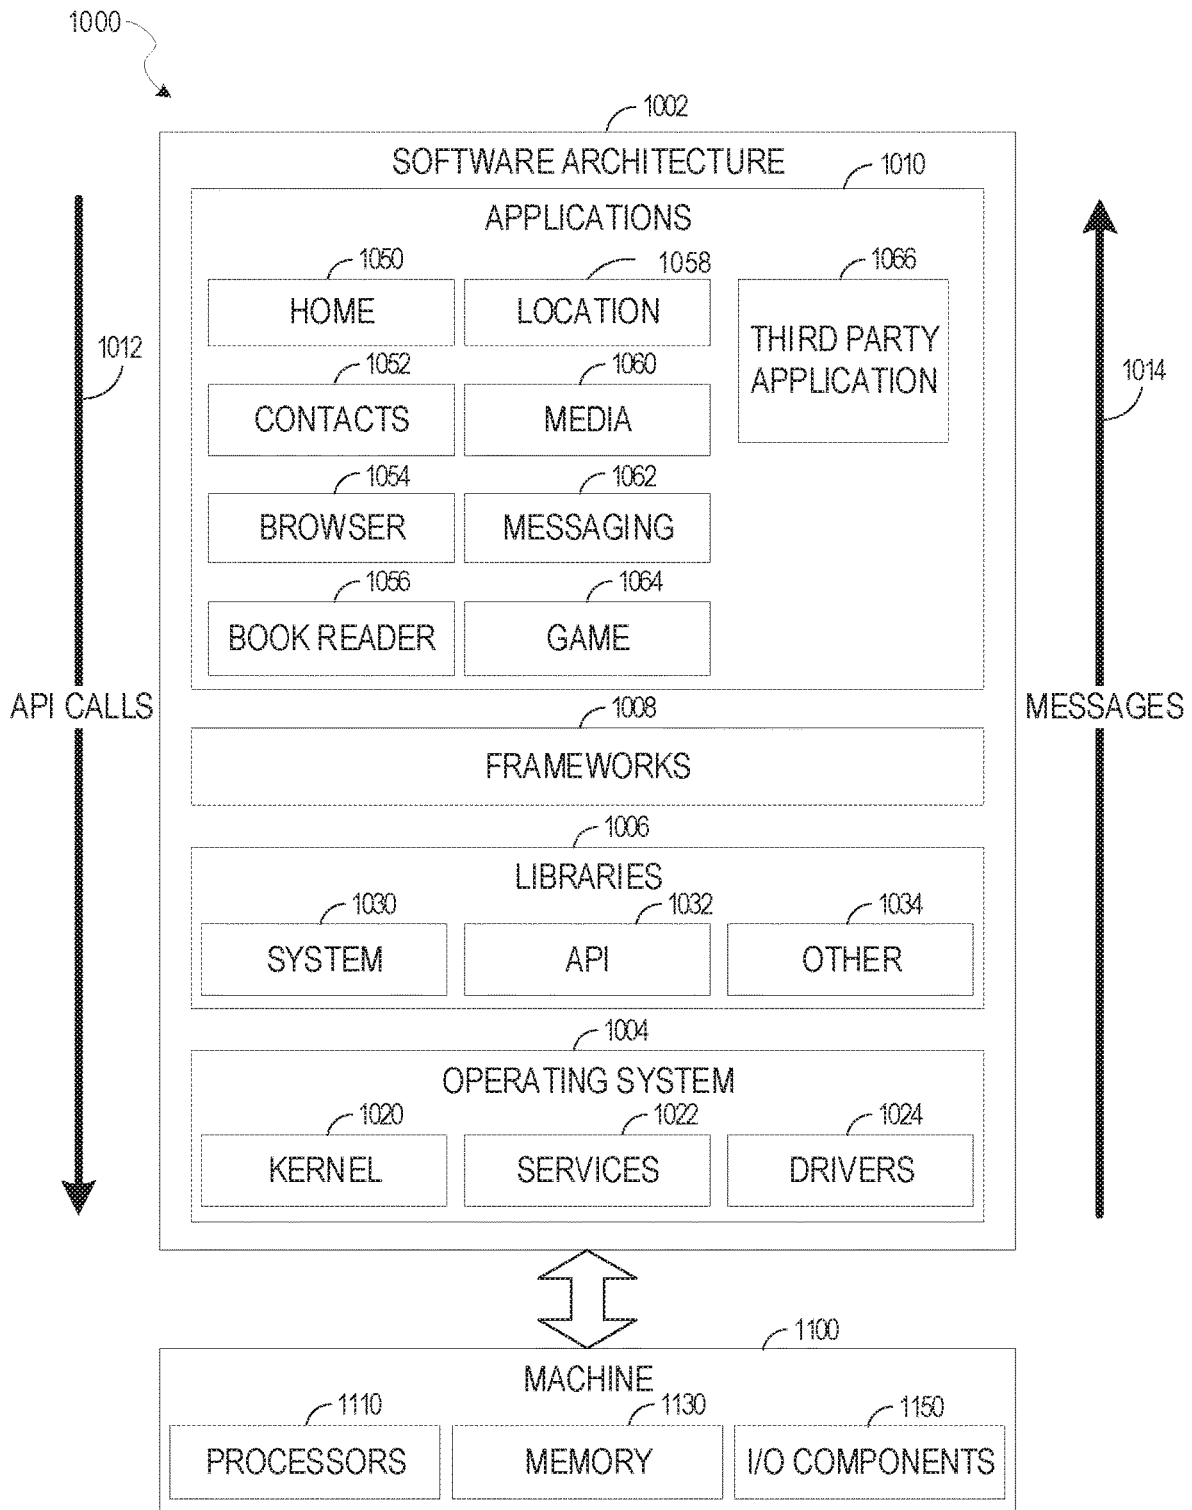 1000
1002
SOFTWARE ARCHITECTURE
1010
APPLICATIONS
1050
HOME
1058
LOCATION
1066
THIRD PARTY
APPLICATION
1012
1052
CONTACTS
1060
MEDIA
1014
1054
BROWSER
1062
MESSAGING
1056
BOOK READER
1064
GAME
API CALLS
MESSAGES
1008
FRAMEWORKS
1006
LIBRARIES
1030
SYSTEM
1032
API
1034
OTHER
1004
OPERATING SYSTEM
1020
KERNEL
1022
SERVICES
1024
DRIVERS
1100
MACHINE
1110
PROCESSORS
1130
MEMORY
1150
I/O COMPONENTS